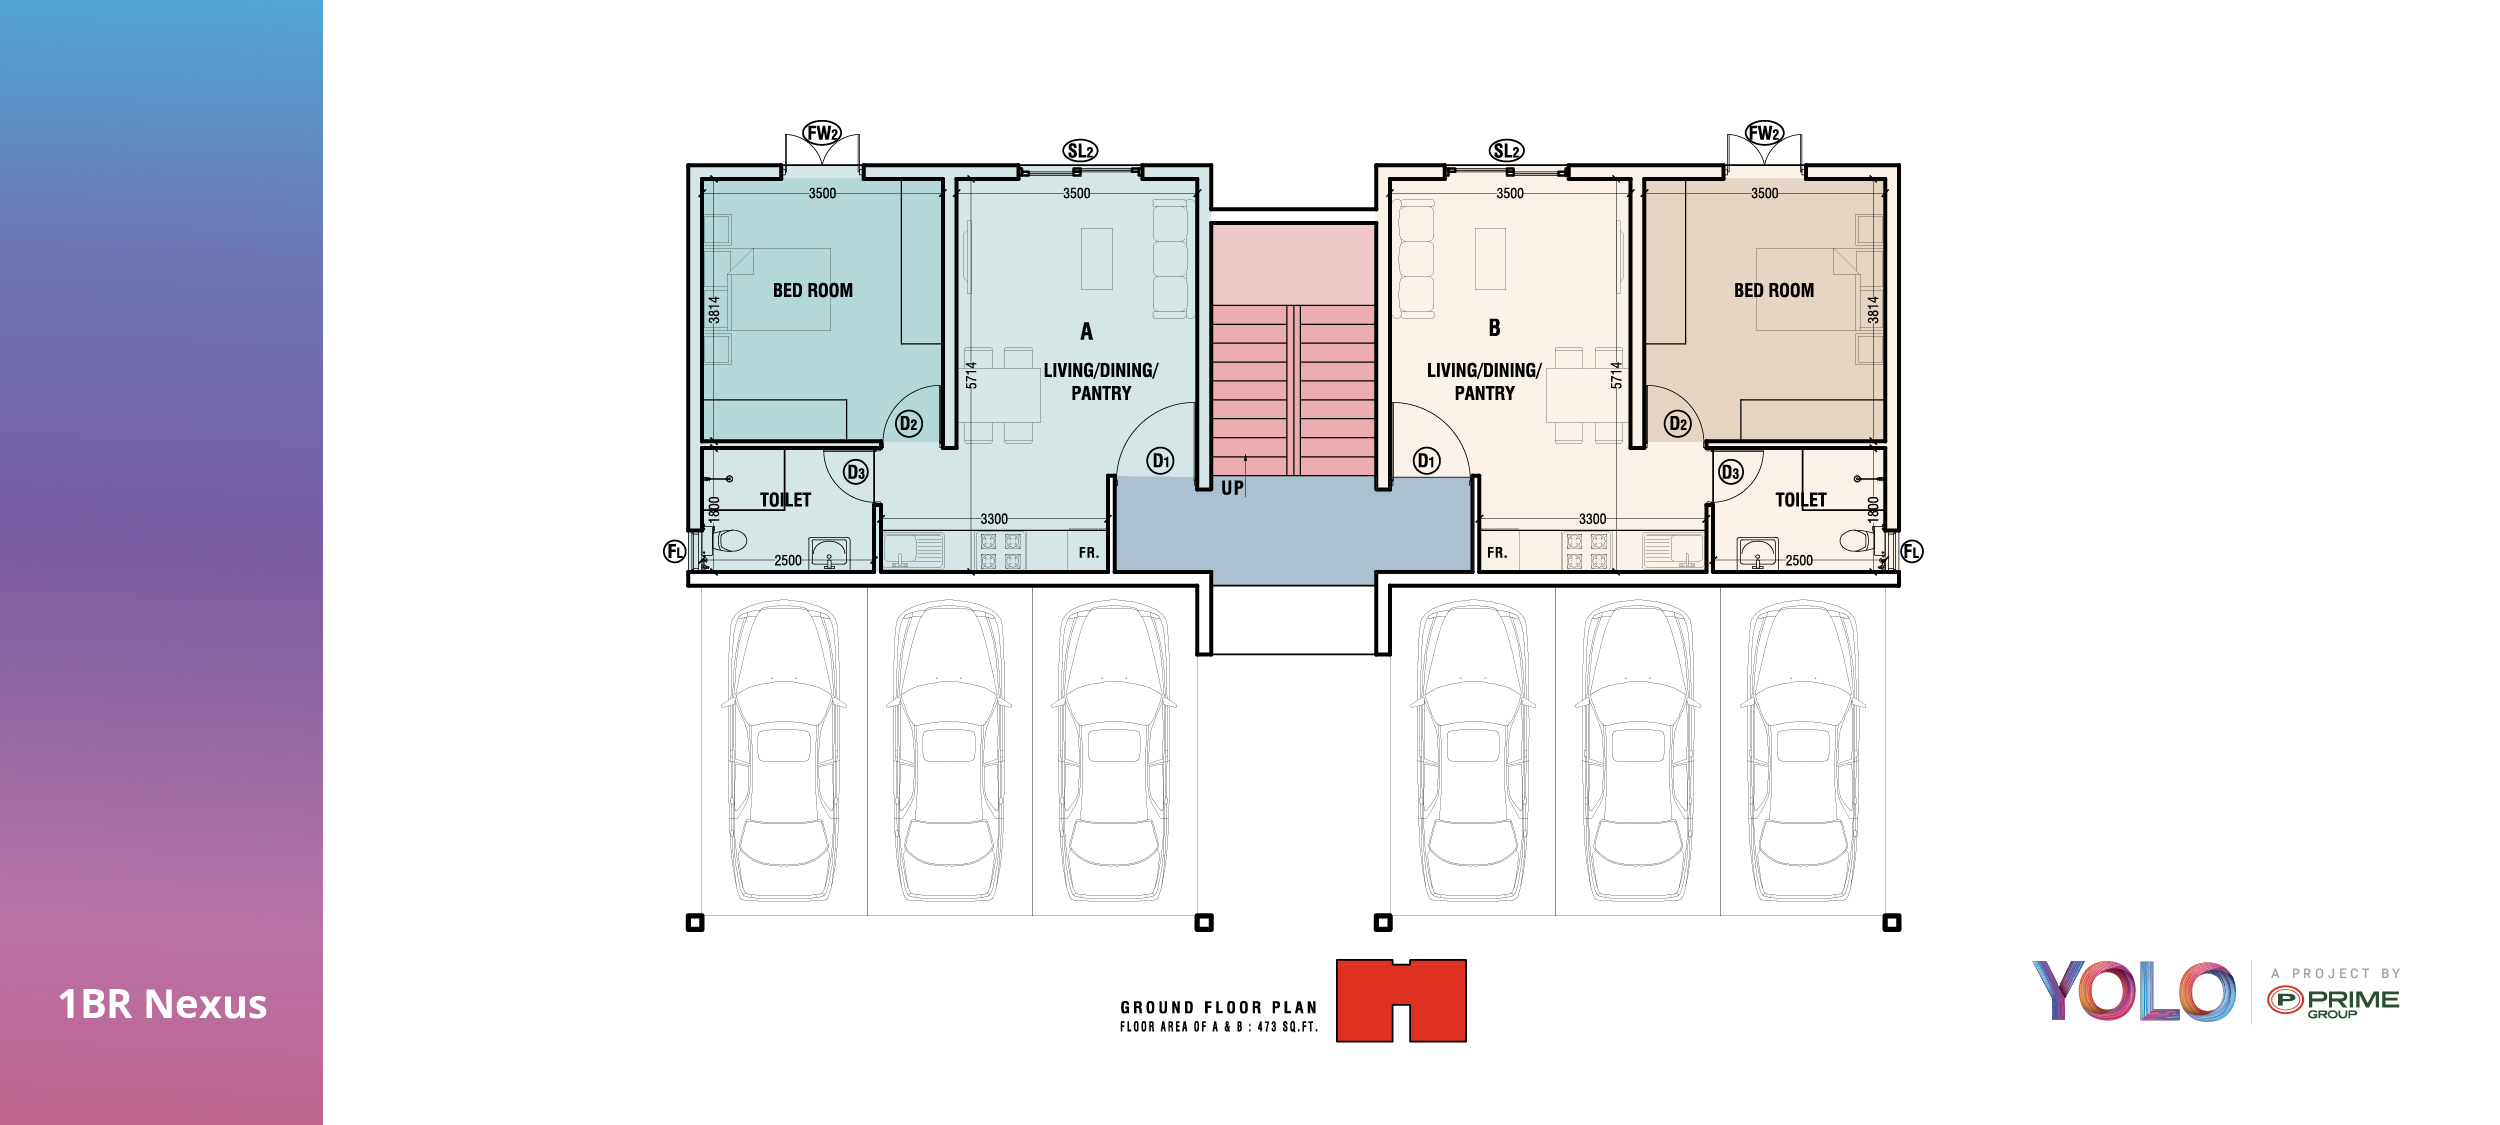 FW2
SL2
SL2
FW2
3500
3500
3500
3500
BED ROOM
3814
A
LIVING/DINING/
PANTRY
5714
B
LIVING/DINING/
PANTRY
5714
BED ROOM
3814
D2
D3
D1
UP
D1
D2
D3
TOILET
1800
TOILET
1800
3300
3300
FL
2500
FR.
FR.
2500
FL
1BR Nexus
GROUND FLOOR PLAN
FLOOR AREA OF A & B : 473 SQ.FT.
YOLO
A PROJECT BY
P PRIME
GROUP